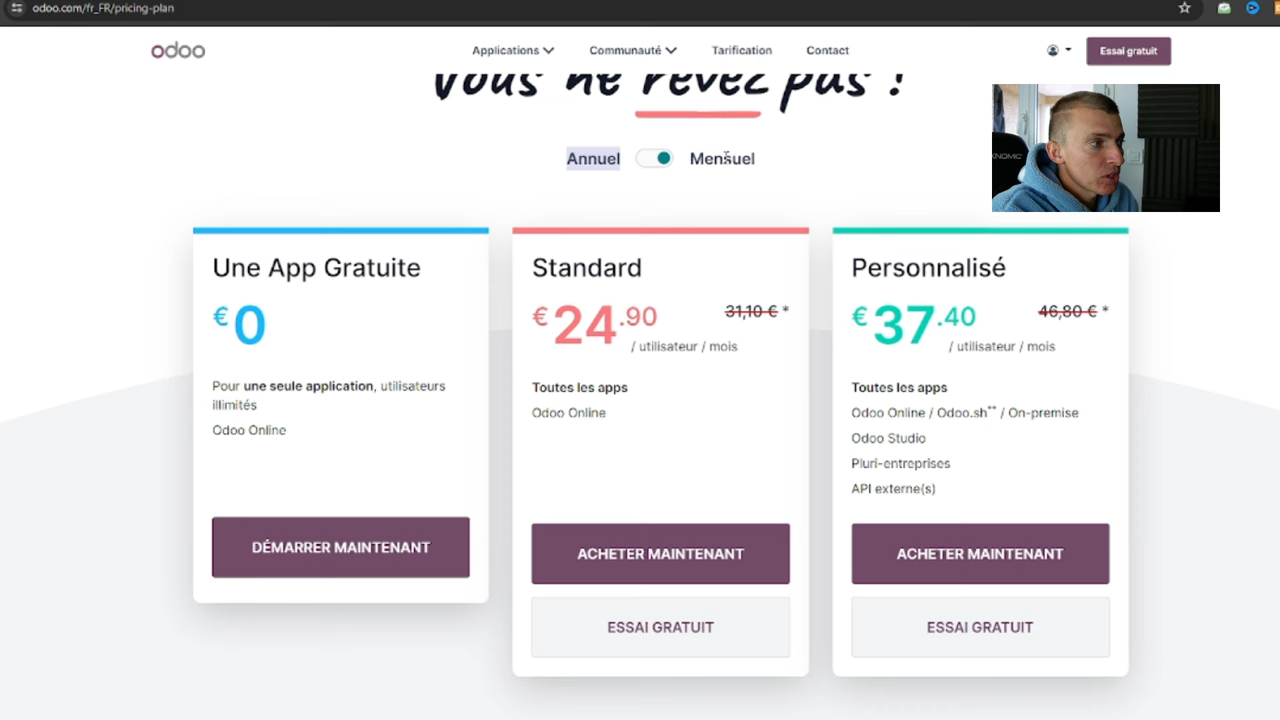 odoo.com/fr_FR/pricing-plan
odoo
Applications
Communauté
Tarification
Contact
Essai gratuit
Vous ne rêvez pas !
Annuel
Mensuel
KNOMIC
Une App Gratuite
€ 0
Pour une seule application, utilisateurs
illimités
Odoo Online
DÉMARRER MAINTENANT
Standard
€ 24.90
31,10 € *
/ utilisateur / mois
Toutes les apps
Odoo Online
ACHETER MAINTENANT
ESSAI GRATUIT
Personnalisé
€ 37.40
46,80 € *
/ utilisateur / mois
Toutes les apps
Odoo Online / Odoo.sh** / On-premise
Odoo Studio
Pluri-entreprises
API externe(s)
ACHETER MAINTENANT
ESSAI GRATUIT